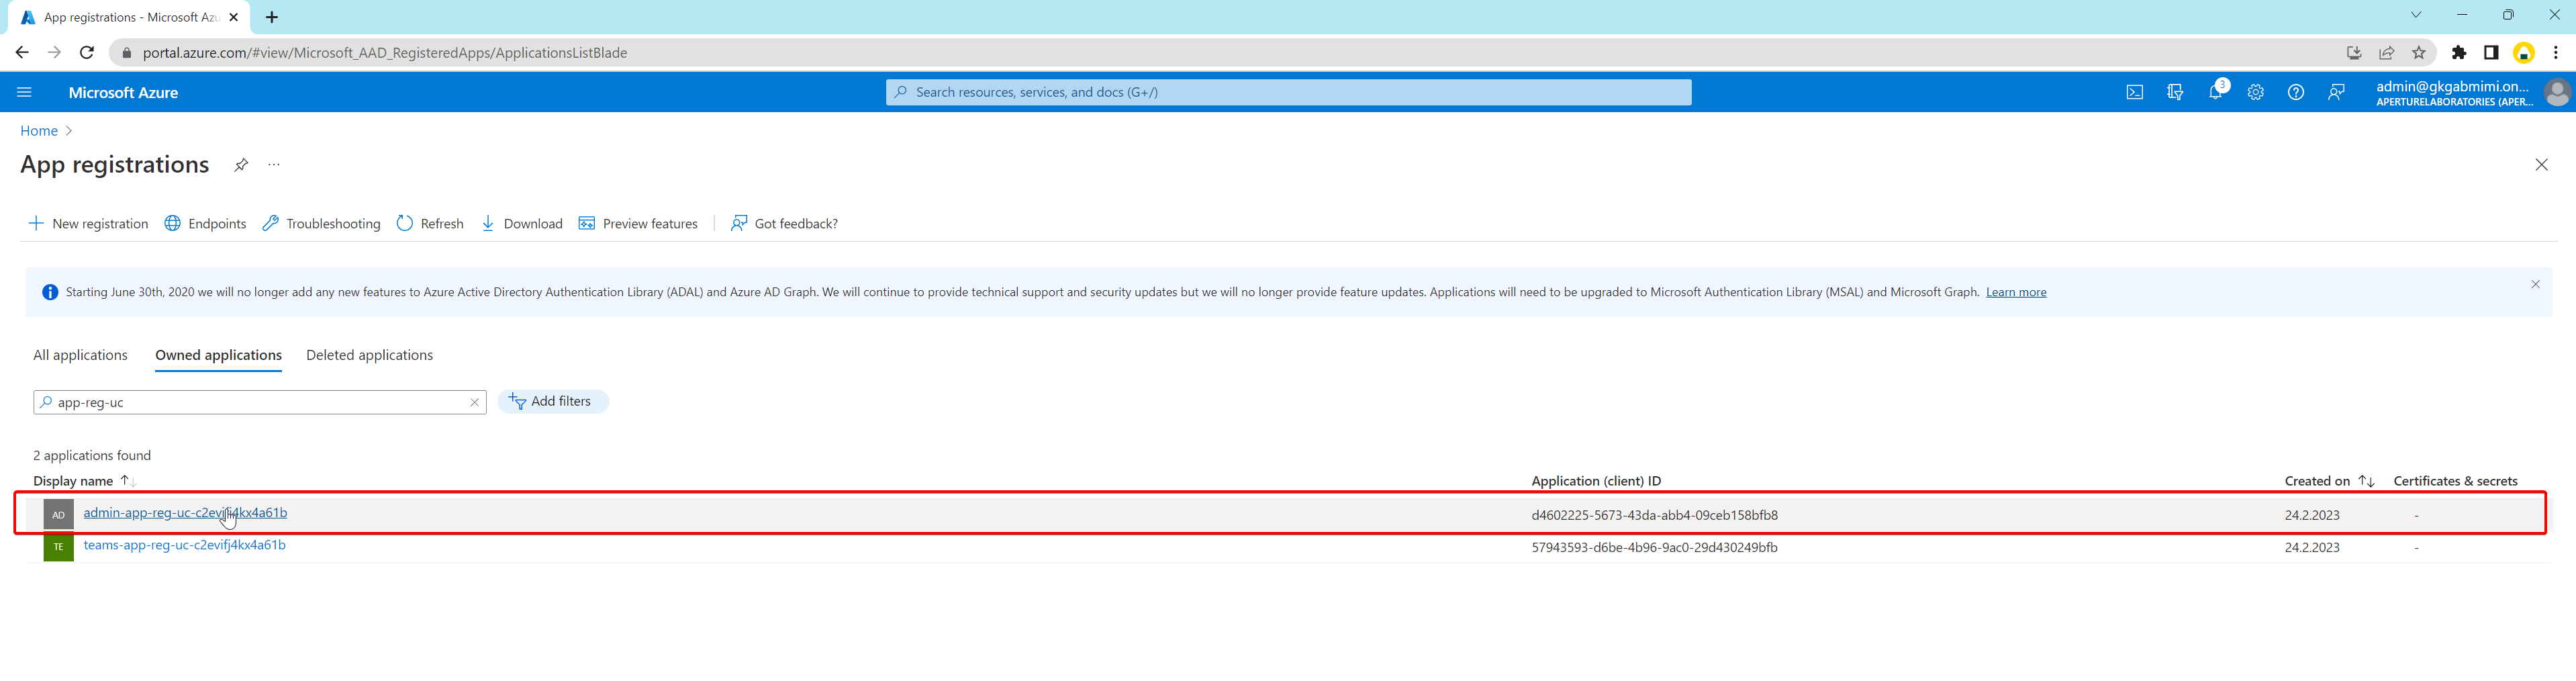 App registrations - Microsoft Azu
portal.azure.com/#view/Microsoft_AAD_RegisteredApps/ApplicationsListBlade
Microsoft Azure
Search resources, services, and docs (G+/)
3
admin@gkgabmimi.on...
APERTURELABORATORIES (APER...
Home
App registrations
...
New registration Endpoints Troubleshooting Refresh Download Preview features Got feedback?
Starting June 30th, 2020 we will no longer add any new features to Azure Active Directory Authentication Library (ADAL) and Azure AD Graph. We will continue to provide technical support and security updates but we will no longer provide feature updates. Applications will need to be upgraded to Microsoft Authentication Library (MSAL) and Microsoft Graph. Learn more
All applications Owned applications Deleted applications
app-reg-uc
Add filters
2 applications found
Display name Application (client) ID Created on Certificates & secrets
AD admin-app-reg-uc-c2evifj4kx4a61b d4602225-5673-43da-abb4-09ceb158bfb8 24.2.2023 -
TE teams-app-reg-uc-c2evifj4kx4a61b 57943593-d6be-4b96-9ac0-29d430249bfb 24.2.2023 -